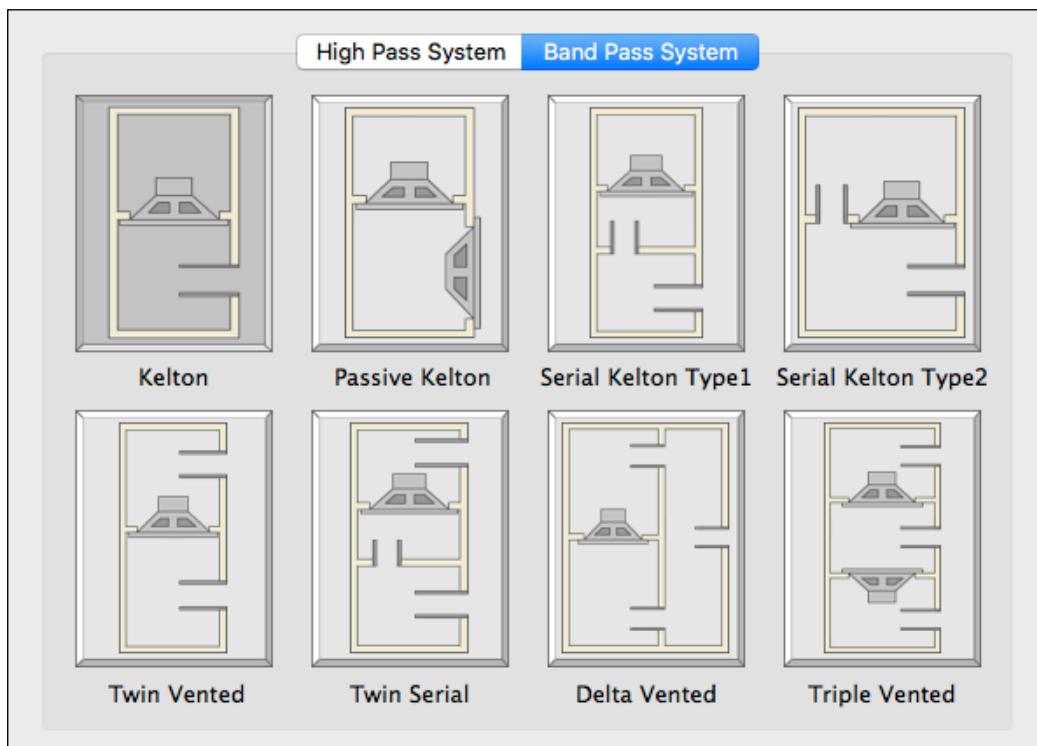 High Pass System Band Pass System
Kelton Passive Kelton Serial Kelton Type1 Serial Kelton Type2
Twin Vented Twin Serial Delta Vented Triple Vented